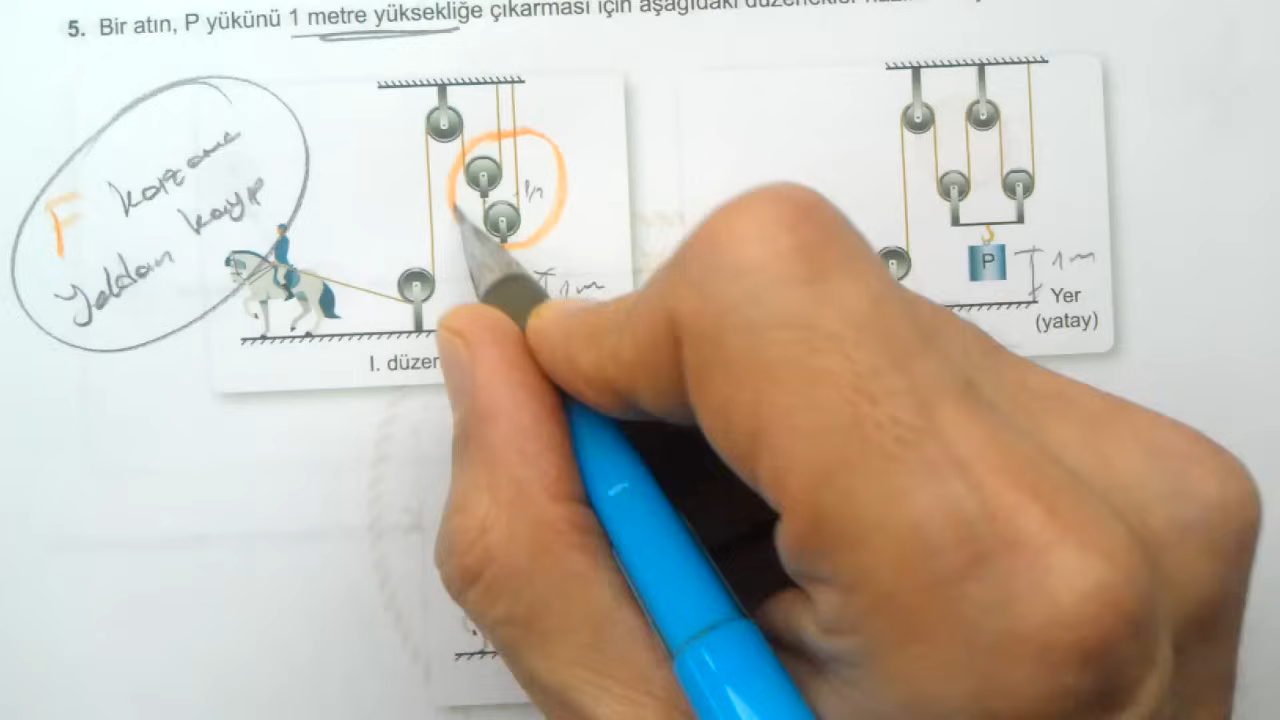 5. Bir atın, P yükünü 1 metre yüksekliğe çıkarması için aşağıdaki
F
kazanç
yoldan kayıp
1m
1m
P
1m
Yer
(yatay)
I. düzen